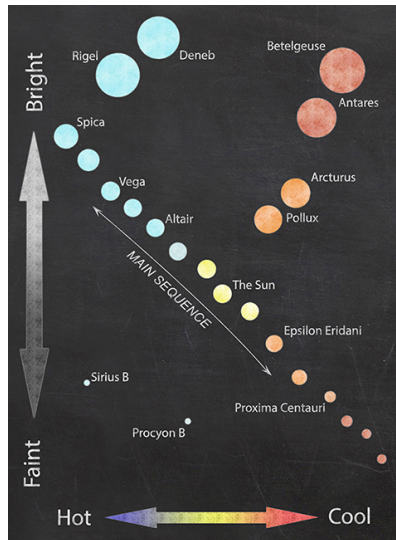 Betelgeuse
Rigel
Deneb
Bright
Antares
Spica
Vega
Arcturus
Altair
Pollux
MAIN SEQUENCE
The Sun
Epsilon Eridani
Sirius B
Proxima Centauri
Procyon B
Faint
Hot
Cool